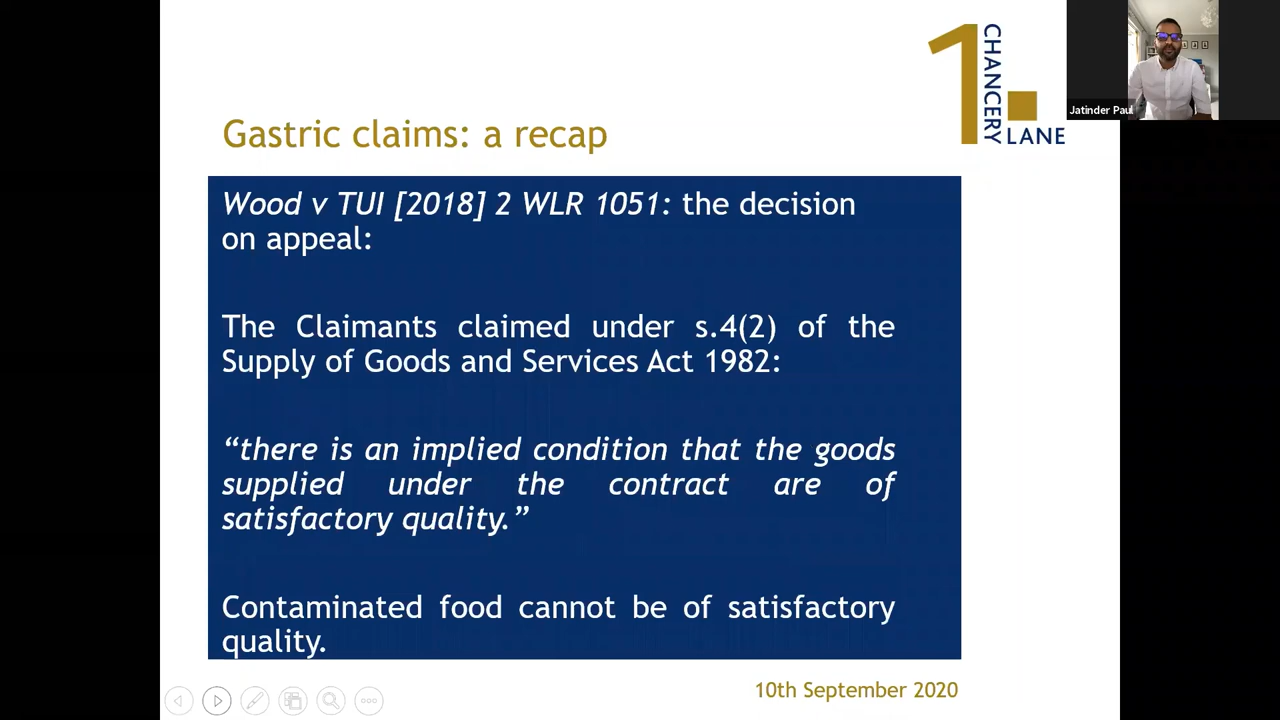 1 CHANCERY LANE
Jatinder Paul
Gastric claims: a recap
Wood v TUI [2018] 2 WLR 1051: the decision
on appeal:
The Claimants claimed under s.4(2) of the
Supply of Goods and Services Act 1982:
“there is an implied condition that the goods
supplied under the contract are of
satisfactory quality.”
Contaminated food cannot be of satisfactory
quality.
10th September 2020